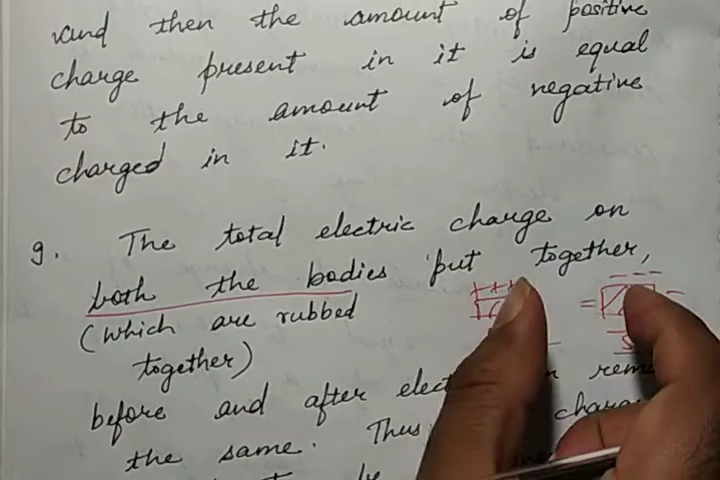 and then the amount of positive
charge present in it is equal
to the amount of negative
charged in it.
9. The total electric charge on
both the bodies put together,
(which are rubbed
together)
before and after elect
the same. Thus